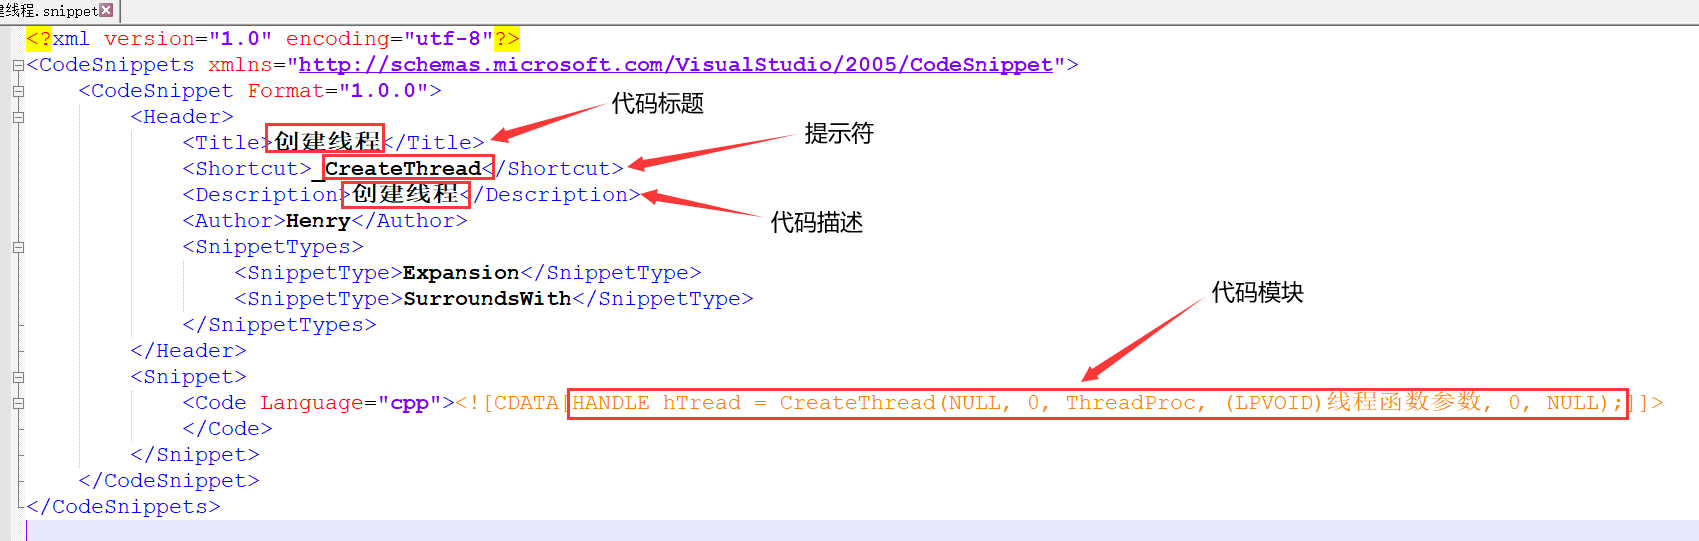 建线程.snippet
<?xml version="1.0" encoding="utf-8"?>
<CodeSnippets xmlns="http://schemas.microsoft.com/VisualStudio/2005/CodeSnippet">
<CodeSnippet Format="1.0.0">
代码标题
<Header>
提示符
<Title>创建线程</Title>
<Shortcut>_CreateThread</Shortcut>
<Description>创建线程</Description>
代码描述
<Author>Henry</Author>
<SnippetTypes>
<SnippetType>Expansion</SnippetType>
代码模块
<SnippetType>SurroundsWith</SnippetType>
</SnippetTypes>
</Header>
<Snippet>
<Code Language="cpp"><![CDATA[HANDLE hTread = CreateThread(NULL, 0, ThreadProc, (LPVOID)线程函数参数, 0, NULL);]]>
</Code>
</Snippet>
</CodeSnippet>
</CodeSnippets>